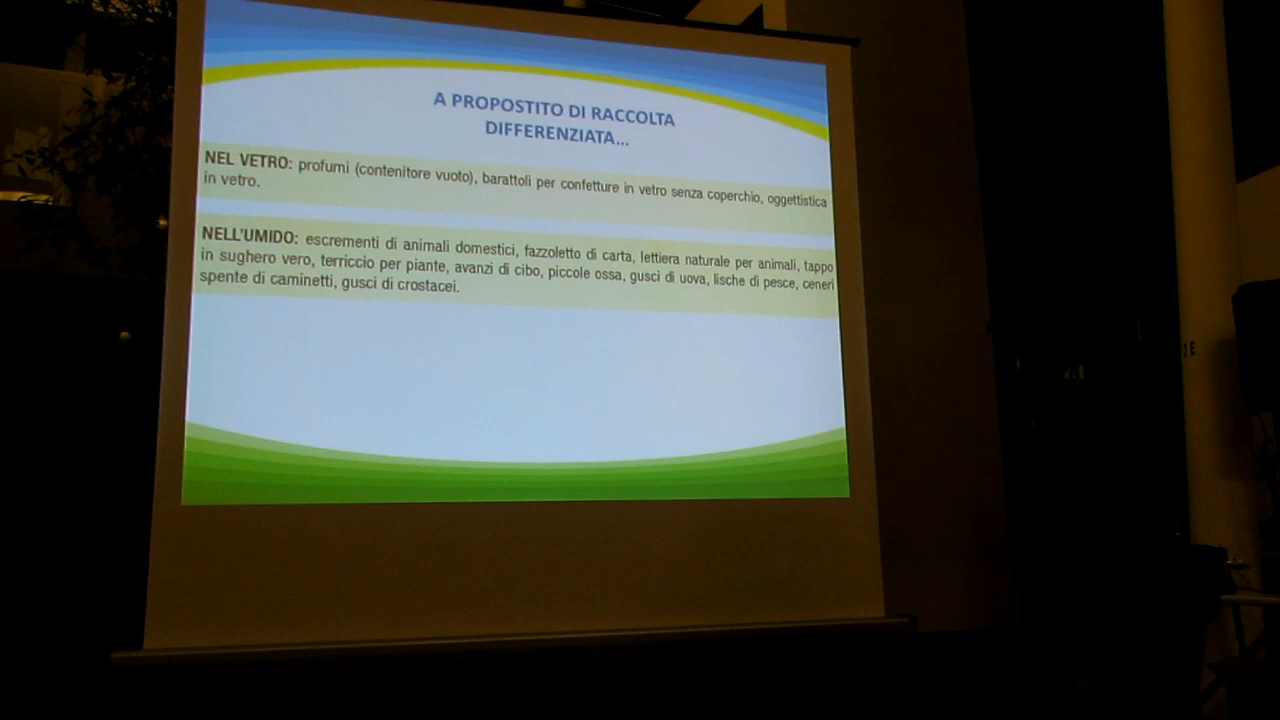 A PROPOSTITO DI RACCOLTA
DIFFERENZIATA...
NEL VETRO: profumi (contenitore vuoto), barattoli per confetture in vetro senza coperchio, oggettistica
in vetro.
NELL'UMIDO: escrementi di animali domestici, fazzoletto di carta, lettiera naturale per animali, tappo
in sughero vero, terriccio per piante, avanzi di cibo, piccole ossa, gusci di uova, lische di pesce, ceneri
spente di caminetti, gusci di crostacei.